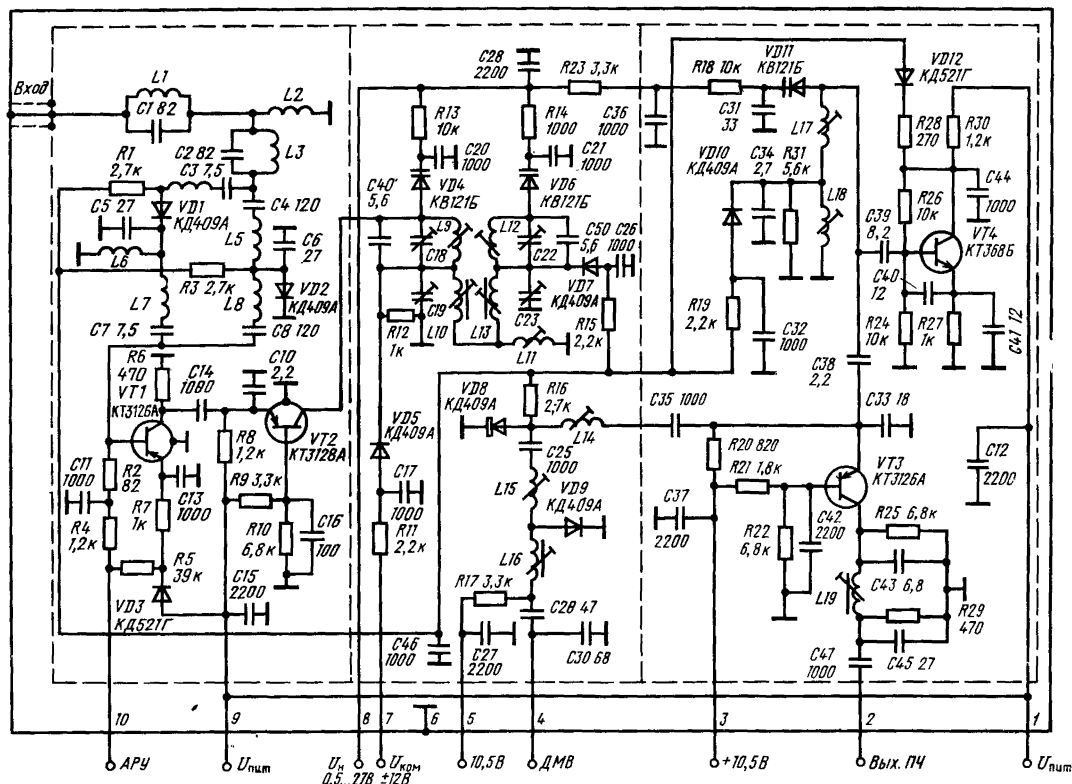 Вход
L1
C1 82
L2
C2 82
L3
R1
2,7к
C3 7,5
C5 27
VD1
КД409А
C4 120
L5
C6
27
L6
R3 2,7к
L7
L8
VD2
КД409А
C7 7,5
C8 120
R6
470
VT1
КТ3126А
C14
1000
C10
2,2
VT2
КТ3128А
R8
1,2к
C11
1000
R2
82
C13
1000
R7
1к
R9 3,3к
R4
1,2к
R10
6,8к
C16
100
R5
39к
C15
2200
VD3
КД521Г
C28
2200
R23 3,3к
R13
10к
R14
1000
C20
1000
C21
1000
C40
5,6
VD4
КВ121Б
VD6
КВ121Б
L9
L12
C18
C22
C50
5,6
C26
1000
C19
VD7
КД409А
C23
R12
1к
L10
L13
L11
R15
2,2к
VD8
КД409А
R16
2,7к
C35 1000
L14
VD5
КД409А
C25
1000
L15
C17
1000
VD9
КД409А
R11
2,2к
L16
R17 3,3к
C28 47
C46
1000
C27
2200
C30 68
C36
1000
R18 10к
VD11
КВ121Б
C31
33
L17
VD10
КД409А
C34
2,7
R31
5,6к
L18
R19
2,2к
C32
1000
VD12
КД521Г
R28
270
R30
1,2к
R26
10к
C44
1000
C39
8,2
VT4
КТ368Б
C40
12
R24
10к
R27
1к
C41 12
C38
2,2
C33 18
R20 820
R21 1,8к
VT3
КТ3126А
C12
2200
C37
2200
R22
6,8к
C42
2200
R25 6,8к
C43 6,8
L19
R29
470
C47
1000
C45 27
10 9 8 7 6 5 4 3 2 1
АРУ Uпит Uн Uком 10,5В ДМВ +10,5В Вых. ПЧ Uпит
0,5...27В ±12В